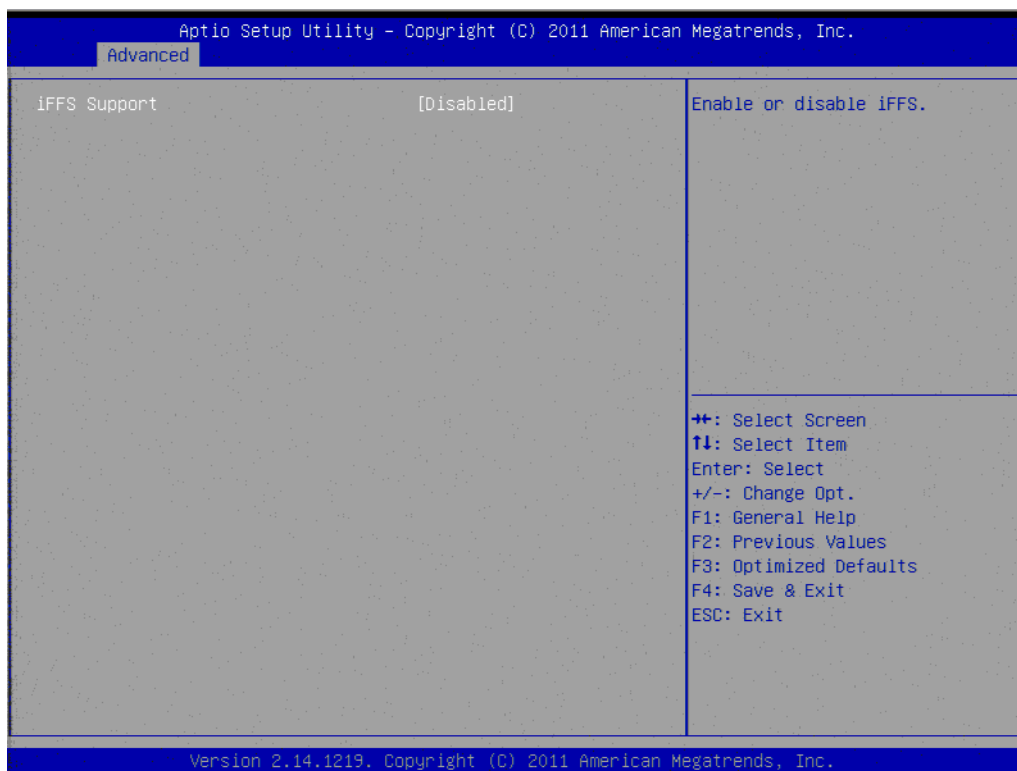 Aptio Setup Utility – Copyright (C) 2011 American Megatrends, Inc.
Advanced
iFFS Support [Disabled]
Enable or disable iFFS.
→←: Select Screen
↑↓: Select Item
Enter: Select
+/-: Change Opt.
F1: General Help
F2: Previous Values
F3: Optimized Defaults
F4: Save & Exit
ESC: Exit
Version 2.14.1219. Copyright (C) 2011 American Megatrends, Inc.